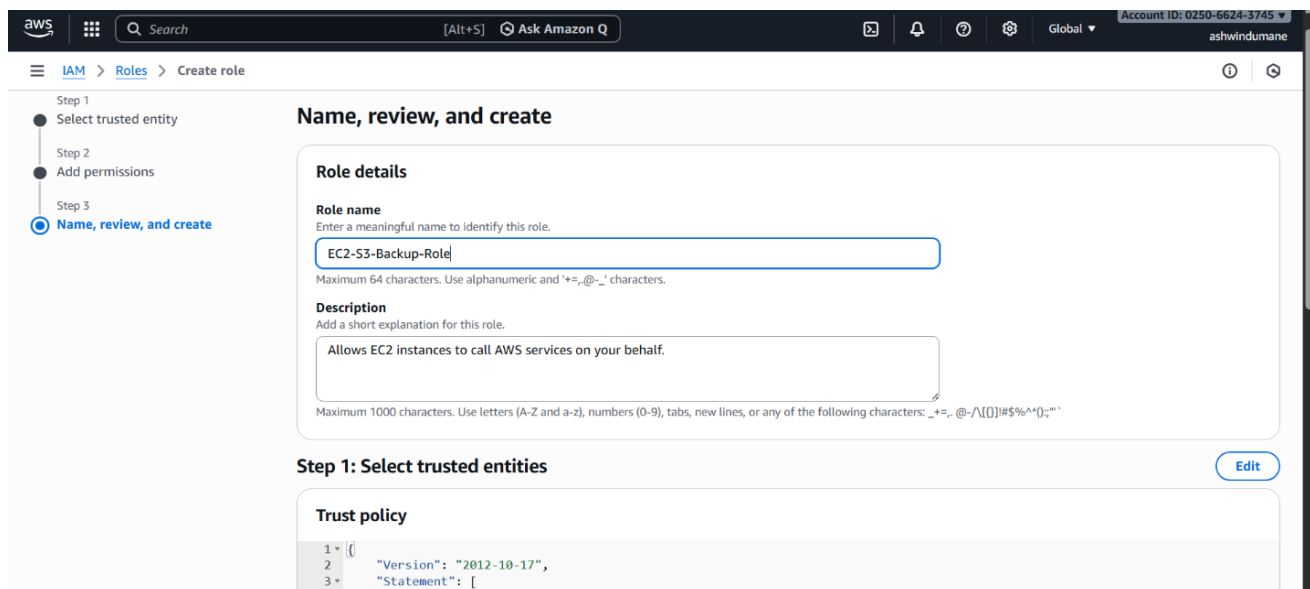 aws
Search [Alt+S] Ask Amazon Q Global ▼ Account ID: 0250-6624-3745 ▼
ashwindumane
IAM > Roles > Create role
Step 1
Select trusted entity
Step 2
Add permissions
Step 3
Name, review, and create
Name, review, and create
Role details
Role name
Enter a meaningful name to identify this role.
EC2-S3-Backup-Role
Maximum 64 characters. Use alphanumeric and '+=,.@-_' characters.
Description
Add a short explanation for this role.
Allows EC2 instances to call AWS services on your behalf.
Maximum 1000 characters. Use letters (A-Z and a-z), numbers (0-9), tabs, new lines, or any of the following characters: _+=,. @-/\[{}]!#$%^*();:"'`
Step 1: Select trusted entities
Edit
Trust policy
1 {
2 "Version": "2012-10-17",
3 "Statement": [